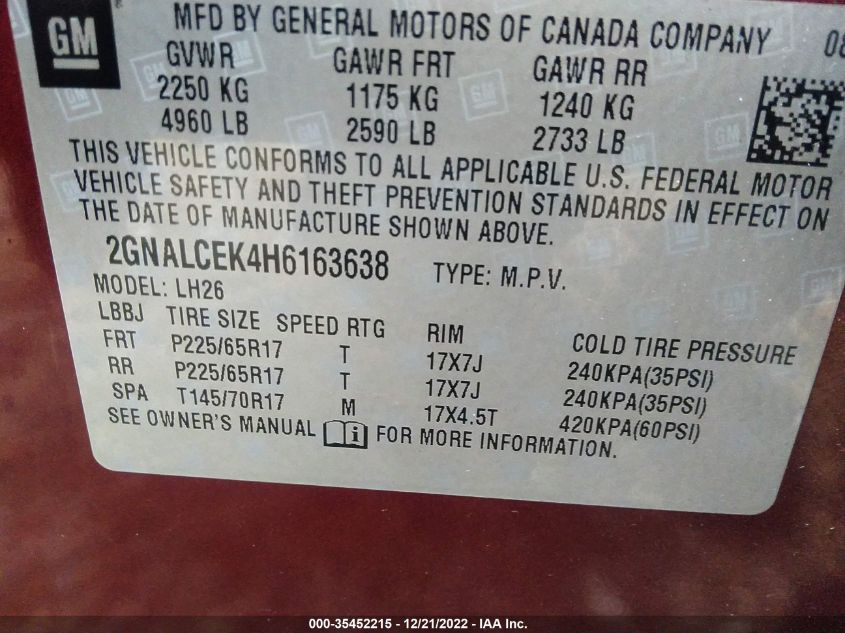 GM
MFD BY GENERAL MOTORS OF CANADA COMPANY 08
GVWR GAWR FRT GAWR RR
2250 KG 1175 KG 1240 KG
4960 LB 2590 LB 2733 LB
THIS VEHICLE CONFORMS TO ALL APPLICABLE U.S. FEDERAL MOTOR
VEHICLE SAFETY AND THEFT PREVENTION STANDARDS IN EFFECT ON
THE DATE OF MANUFACTURE SHOWN ABOVE.
2GNALCEK4H6163638 TYPE: M.P.V.
MODEL: LH26
LBBJ TIRE SIZE SPEED RTG RIM COLD TIRE PRESSURE
FRT P225/65R17 T 17X7J 240KPA(35PSI)
RR P225/65R17 T 17X7J 240KPA(35PSI)
SPA T145/70R17 M 17X4.5T 420KPA(60PSI)
SEE OWNER'S MANUAL i FOR MORE INFORMATION.
000-35452215 - 12/21/2022 - IAA Inc.